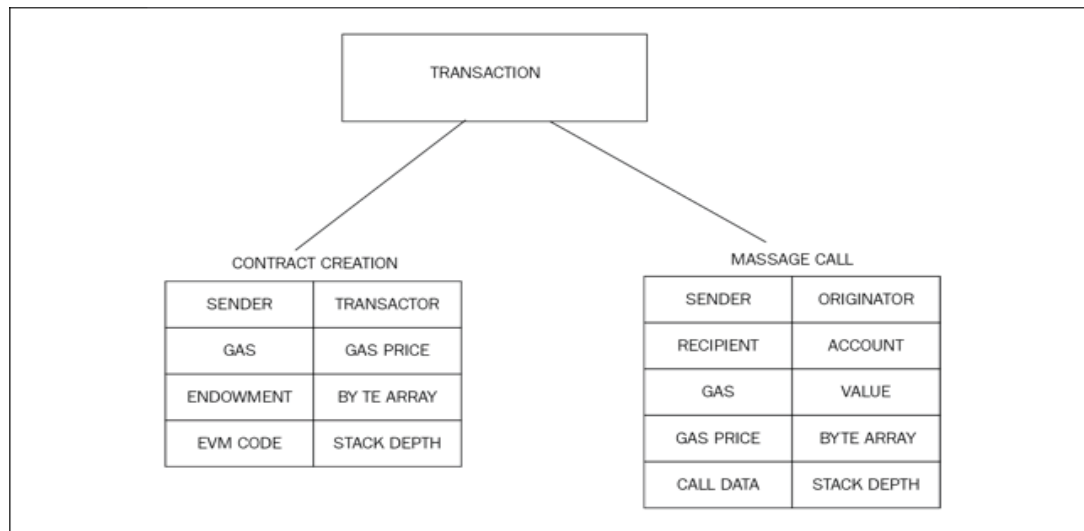 TRANSACTION
CONTRACT CREATION
SENDER TRANSACTOR
GAS GAS PRICE
ENDOWMENT BY TE ARRAY
EVM CODE STACK DEPTH
MASSAGE CALL
SENDER ORIGINATOR
RECIPIENT ACCOUNT
GAS VALUE
GAS PRICE BYTE ARRAY
CALL DATA STACK DEPTH